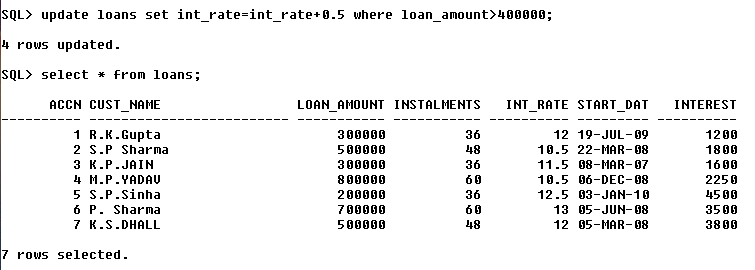 SQL> update loans set int_rate=int_rate+0.5 where loan_amount>400000;
4 rows updated.
SQL> select * from loans;
ACCN CUST_NAME LOAN_AMOUNT INSTALMENTS INT_RATE START_DAT INTEREST
---------- ------------------------- ----------- ----------- ---------- --------- ----------
1 R.K.Gupta 300000 36 12 19-JUL-09 1200
2 S.P Sharma 500000 48 10.5 22-MAR-08 1800
3 K.P.JAIN 300000 36 11.5 08-MAR-07 1600
4 M.P.YADAV 800000 60 10.5 06-DEC-08 2250
5 S.P.Sinha 200000 36 12.5 03-JAN-10 4500
6 P. Sharma 700000 60 13 05-JUN-08 3500
7 K.S.DHALL 500000 48 12 05-MAR-08 3800
7 rows selected.